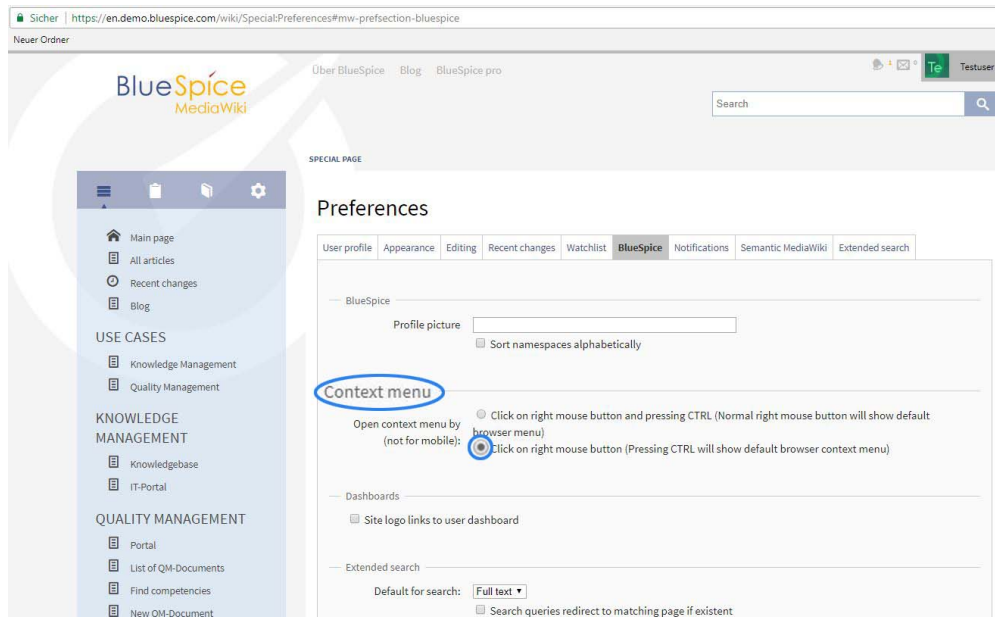 Sicher | https://en.demo.bluespice.com/wiki/Special:Preferences#mw-prefsection-bluespice
Neuer Ordner
BlueSpice
MediaWiki
Über BlueSpice Blog BlueSpice pro
1 0 Te Testuser
Search
SPECIAL PAGE
Preferences
User profile Appearance Editing Recent changes Watchlist BlueSpice Notifications Semantic MediaWiki Extended search
Main page
All articles
Recent changes
Blog
USE CASES
Knowledge Management
Quality Management
KNOWLEDGE
MANAGEMENT
Knowledgebase
IT-Portal
QUALITY MANAGEMENT
Portal
List of QM-Documents
Find competencies
New QM-Document
BlueSpice
Profile picture
Sort namespaces alphabetically
Context menu
Open context menu by
(not for mobile):
Click on right mouse button and pressing CTRL (Normal right mouse button will show default
browser menu)
Click on right mouse button (Pressing CTRL will show default browser context menu)
Dashboards
Site logo links to user dashboard
Extended search
Default for search: Full text
Search queries redirect to matching page if existent